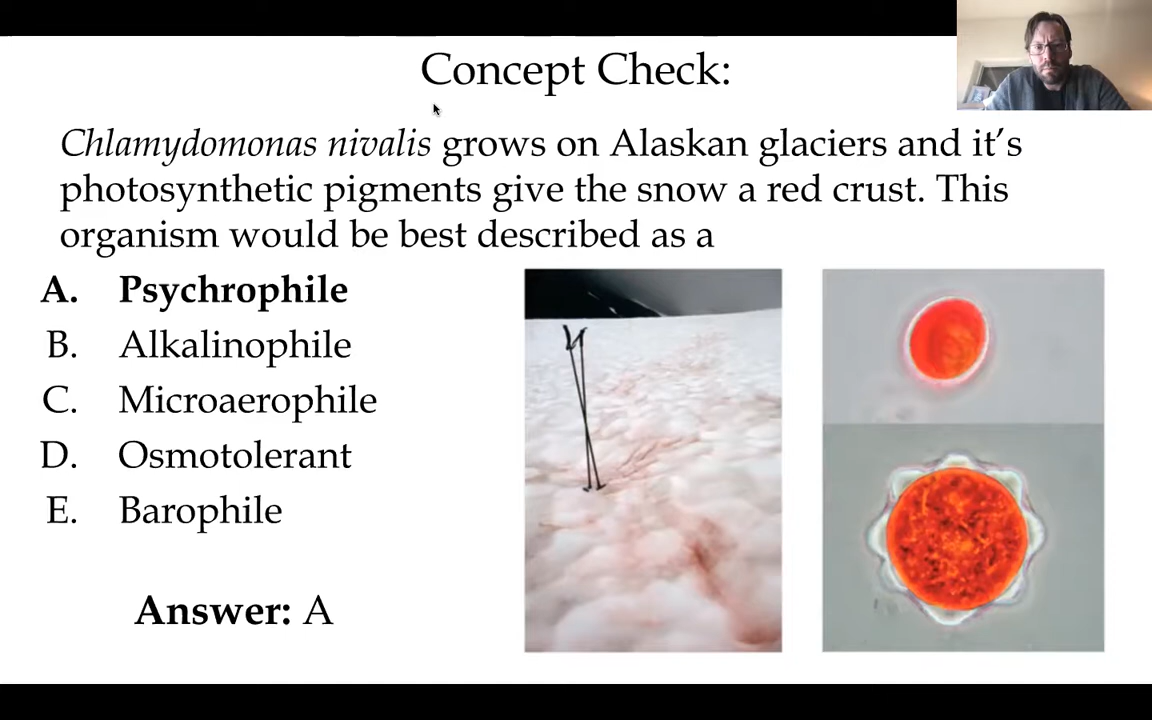 Concept Check:
Chlamydomonas nivalis grows on Alaskan glaciers and it's
photosynthetic pigments give the snow a red crust. This
organism would be best described as a
A. Psychrophile
B. Alkalinophile
C. Microaerophile
D. Osmotolerant
E. Barophile
Answer: A